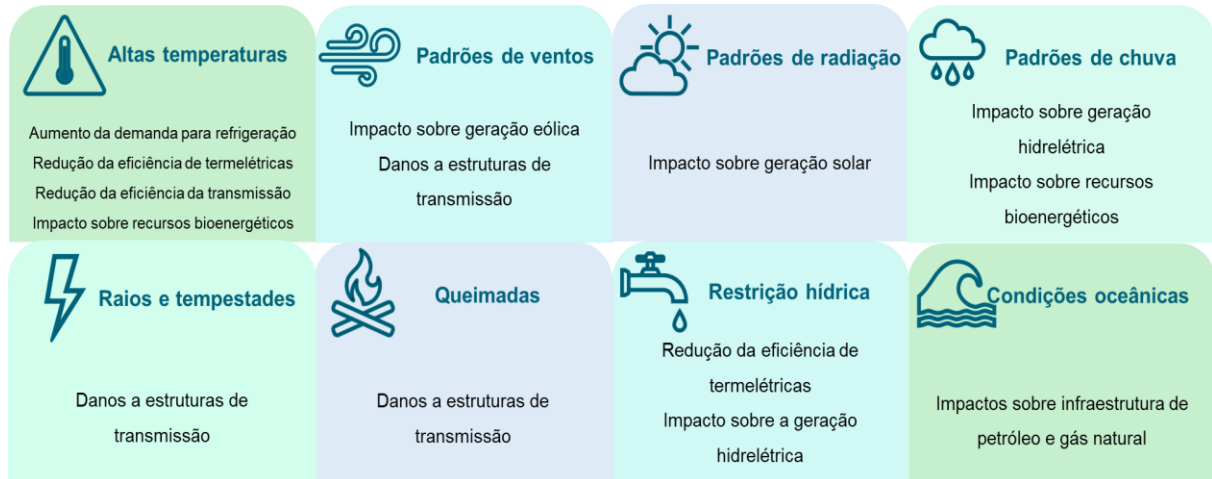 Altas temperaturas
Aumento da demanda para refrigeração
Redução da eficiência de termelétricas
Redução da eficiência da transmissão
Impacto sobre recursos bioenergéticos
Padrões de ventos
Impacto sobre geração eólica
Danos a estruturas de
transmissão
Padrões de radiação
Impacto sobre geração solar
Padrões de chuva
Impacto sobre geração
hidrelétrica
Impacto sobre recursos
bioenergéticos
Raios e tempestades
Danos a estruturas de
transmissão
Queimadas
Danos a estruturas de
transmissão
Restrição hídrica
Redução da eficiência de
termelétricas
Impacto sobre a geração
hidrelétrica
Condições oceânicas
Impactos sobre infraestrutura de
petróleo e gás natural